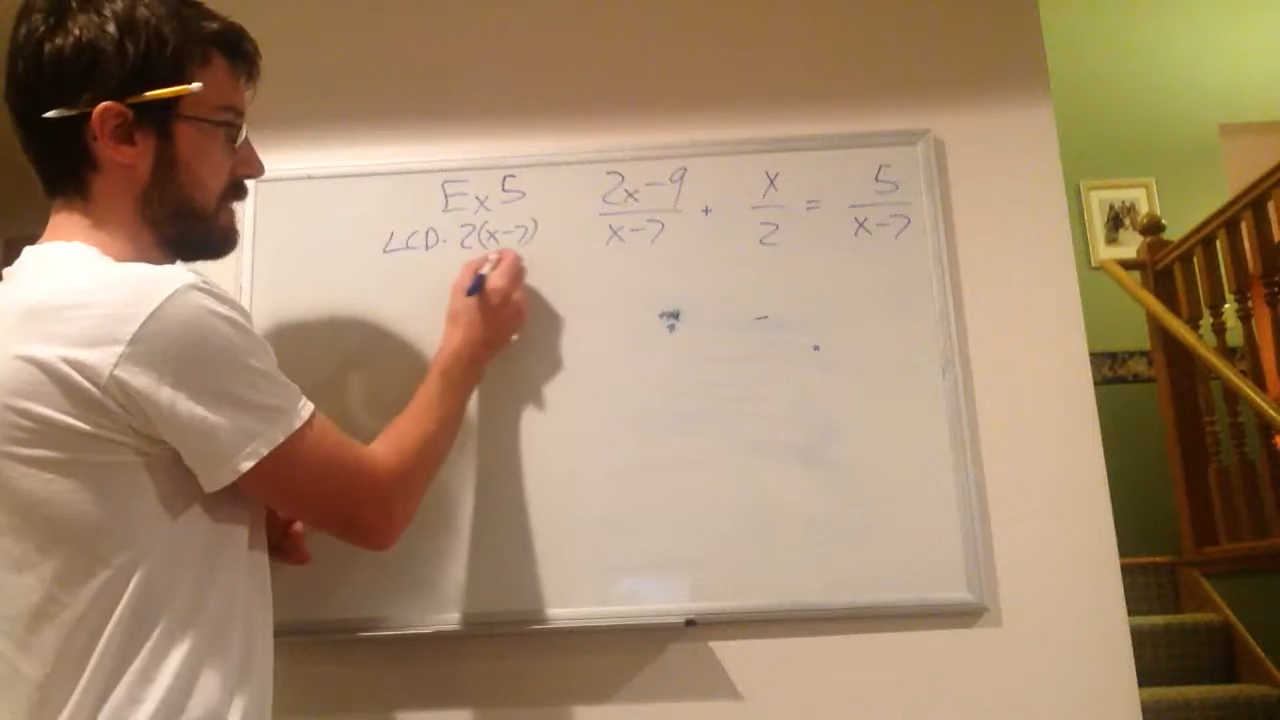 Ex 5
LCD. 2(x-7)
2x-9/x-7 + x/2 = 5/x-7